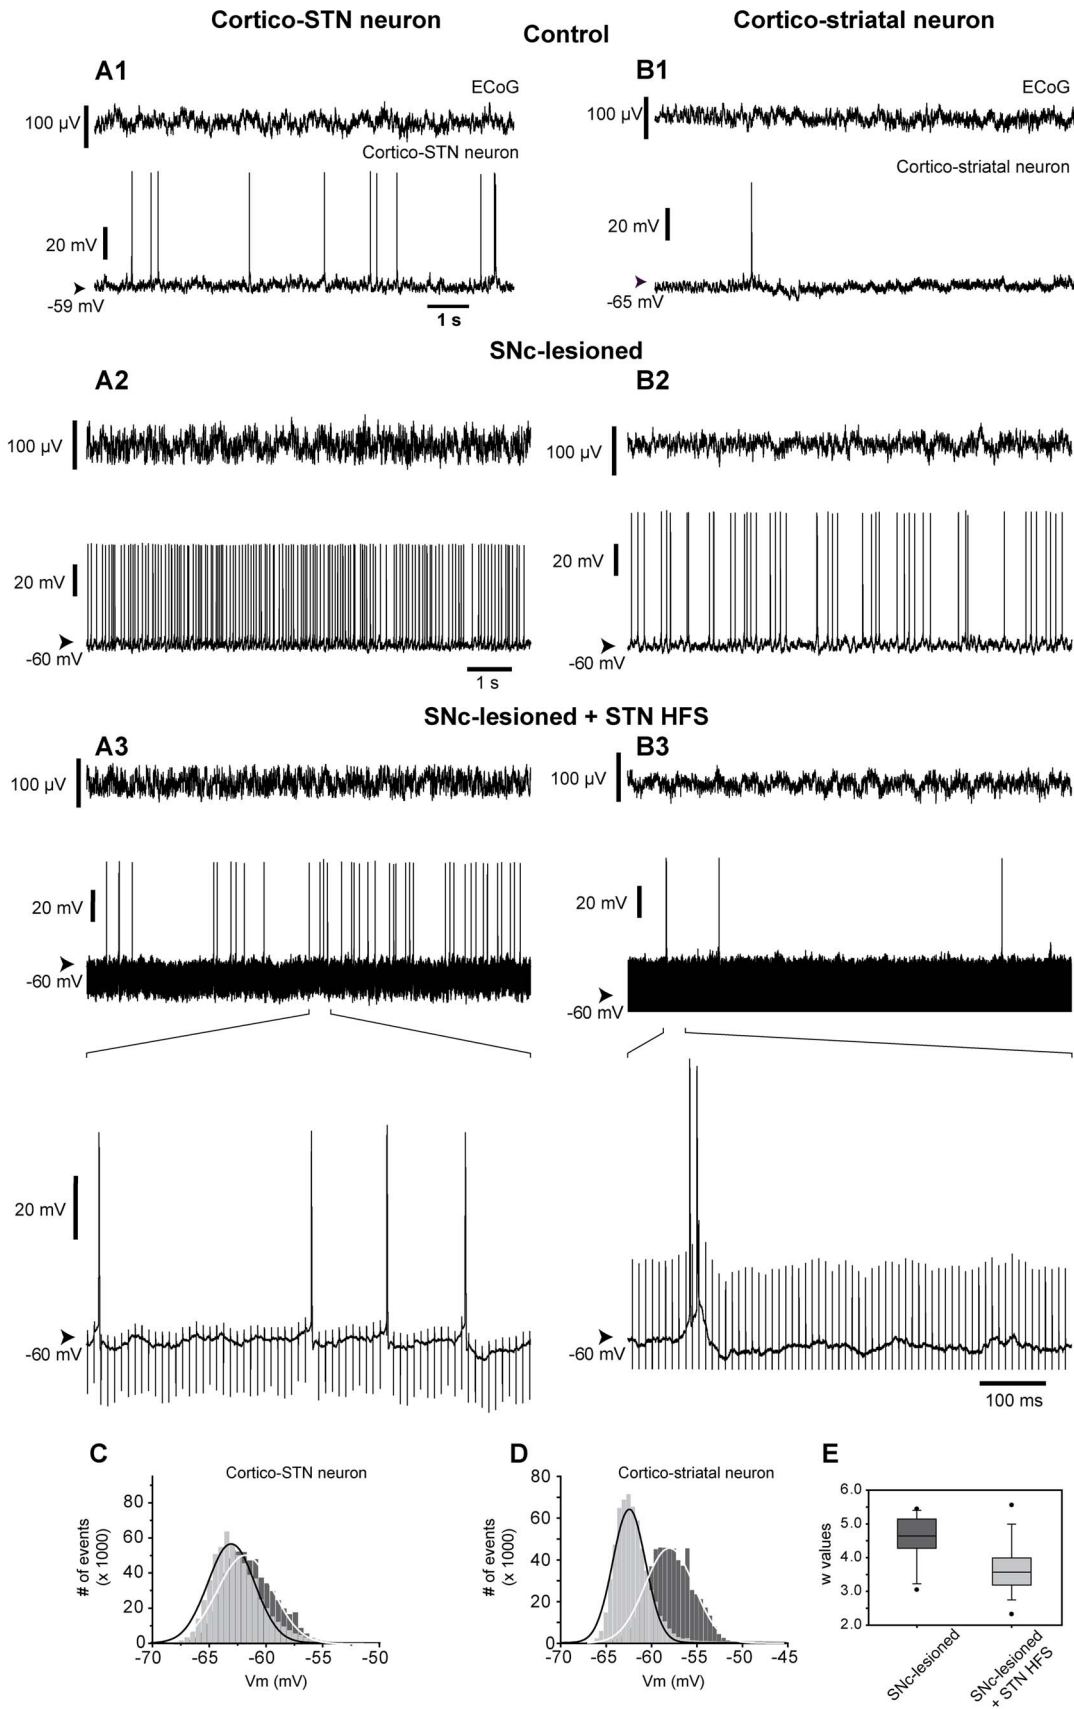 Cortico-STN neuron
Cortico-striatal neuron
Control
A1
B1
ECoG
ECoG
100 µV
100 µV
Cortico-STN neuron
Cortico-striatal neuron
20 mV
20 mV
-59 mV
-65 mV
1 s
SNc-lesioned
A2
B2
100 µV
100 µV
20 mV
20 mV
-60 mV
-60 mV
1 s
SNc-lesioned + STN HFS
A3
B3
100 µV
100 µV
20 mV
20 mV
-60 mV
-60 mV
20 mV
-60 mV
-60 mV
100 ms
C
Cortico-STN neuron
# of events
(x 1000)
80
60
40
20
0
-70 -65 -60 -55 -50
Vm (mV)
D
Cortico-striatal neuron
# of events
(x 1000)
80
60
40
20
0
-70 -65 -60 -55 -50 -45
Vm (mV)
E
w values
6.0
5.0
4.0
3.0
2.0
SNc-lesioned
SNc-lesioned
+ STN HFS